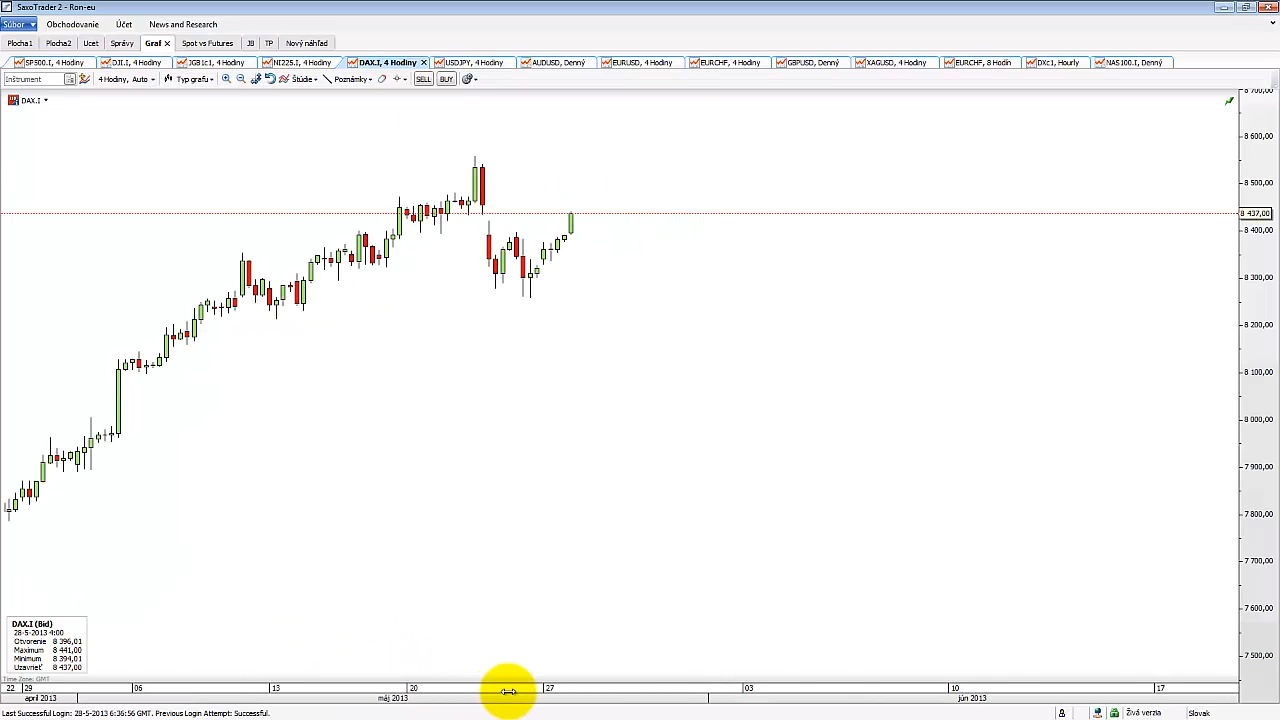 SaxoTrader 2 - Ron-eu
Súbor Obchodovanie Účet News and Research
Plocha1 Plocha2 Ucet Správy Graf Spot vs Futures JB TP Nový náhľad
SP500.I, 4 Hodiny DJI.I, 4 Hodiny JGB1c1, 4 Hodiny NI225.I, 4 Hodiny DAX.I, 4 Hodiny USDJPY, 4 Hodiny AUDUSD, Denný EURUSD, 4 Hodiny EURCHF, 4 Hodiny GBPUSD, Denný XAGUSD, 4 Hodiny EURCHF, 8 Hodín DXc1, Hourly NAS100.I, Denný
Inštrument 4 Hodiny, Auto Typ grafu Štúdie Poznámky SELL BUY
DAX.I
8 700,00
8 600,00
8 500,00
8 437,00
8 400,00
8 300,00
8 200,00
8 100,00
8 000,00
7 900,00
7 800,00
7 700,00
7 600,00
7 500,00
DAX.I (Bid)
28-5-2013 4:00
Otvorenie 8 396,01
Maximum 8 441,00
Minimum 8 394,01
Uzavrieť 8 437,00
Time Zone: GMT
22 29 06 13 20 27 03 10 17
apríl 2013 máj 2013 jún 2013
Last Successful Login: 28-5-2013 6:36:56 GMT. Previous Login Attempt: Successful. Živá verzia Slovak